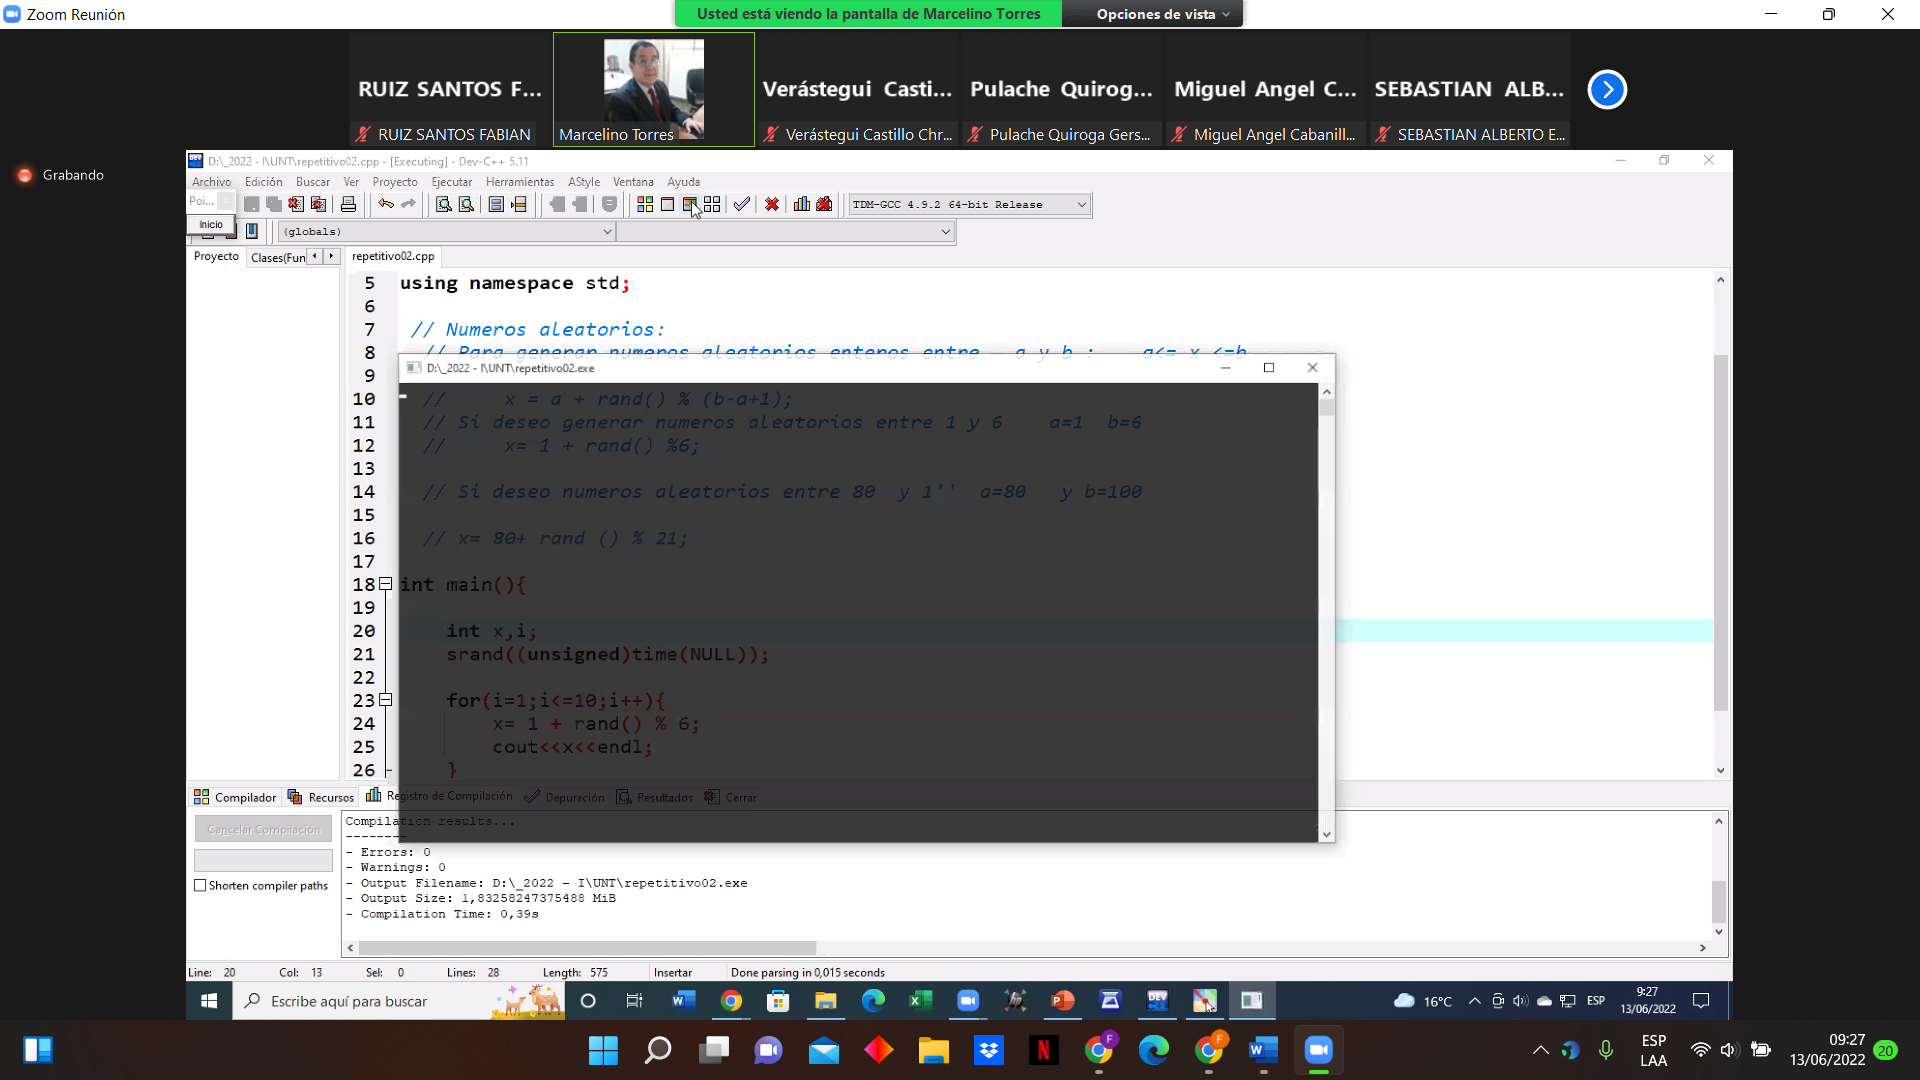 Zoom Reunión
Usted está viendo la pantalla de Marcelino Torres
Opciones de vista
RUIZ SANTOS F...
RUIZ SANTOS FABIAN
Marcelino Torres
Verástegui Casti...
Verástegui Castillo Chr...
Pulache Quirog...
Pulache Quiroga Gers...
Miguel Angel C...
Miguel Angel Cabanill...
SEBASTIAN ALB...
SEBASTIAN ALBERTO E...
Grabando
D:\_2022 - I\UNT\repetitivo02.cpp - [Executing] - Dev-C++ 5.11
Archivo Edición Buscar Ver Proyecto Ejecutar Herramientas AStyle Ventana Ayuda
Poi...
TDM-GCC 4.9.2 64-bit Release
Inicio
(globals)
Proyecto Clases(Fun
repetitivo02.cpp
5 using namespace std;
6
7 // Numeros aleatorios:
8 // Para generar numeros aleatorios enteros entre a y b : a<= x <=b
D:\_2022 - I\UNT\repetitivo02.exe
9
10 // x = a + rand() % (b-a+1);
11 // Si deseo generar numeros aleatorios entre 1 y 6 a=1 b=6
12 // x= 1 + rand() %6;
13
14 // Si deseo numeros aleatorios entre 80 y 1'' a=80 y b=100
15
16 // x= 80+ rand () % 21;
17
18 int main(){
19
20 int x,i;
21 srand((unsigned)time(NULL));
22
23 for(i=1;i<=10;i++){
24 x= 1 + rand() % 6;
25 cout<<x<<endl;
26 }
Compilador Recursos Registro de Compilación Depuración Resultados Cerrar
Cancelar Compilación
Shorten compiler paths
Compilation results...
--------
- Errors: 0
- Warnings: 0
- Output Filename: D:\_2022 - I\UNT\repetitivo02.exe
- Output Size: 1,83258247375488 MiB
- Compilation Time: 0,39s
Line: 20 Col: 13 Sel: 0 Lines: 28 Length: 575 Insertar Done parsing in 0,015 seconds
Escribe aquí para buscar
DEV
16°C
ESP
9:27
13/06/2022
ESP
LAA
09:27
13/06/2022
20